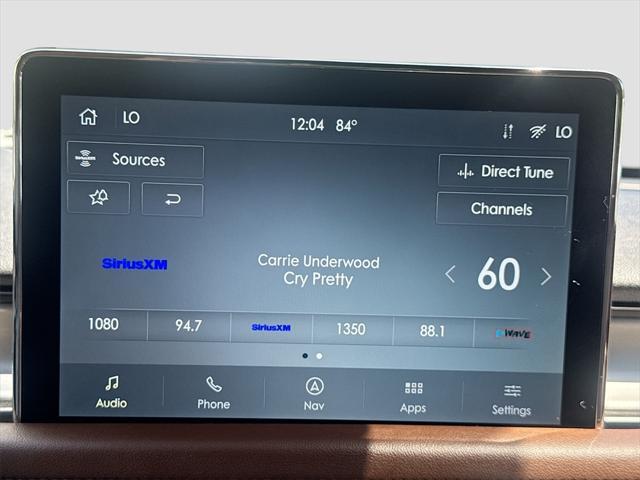 LO 12:04 84° LO
SiriusXM Sources
Direct Tune
Channels
SiriusXM
Carrie Underwood
Cry Pretty
60
1080 94.7 SiriusXM 1350 88.1 WAVE
Audio Phone Nav Apps Settings